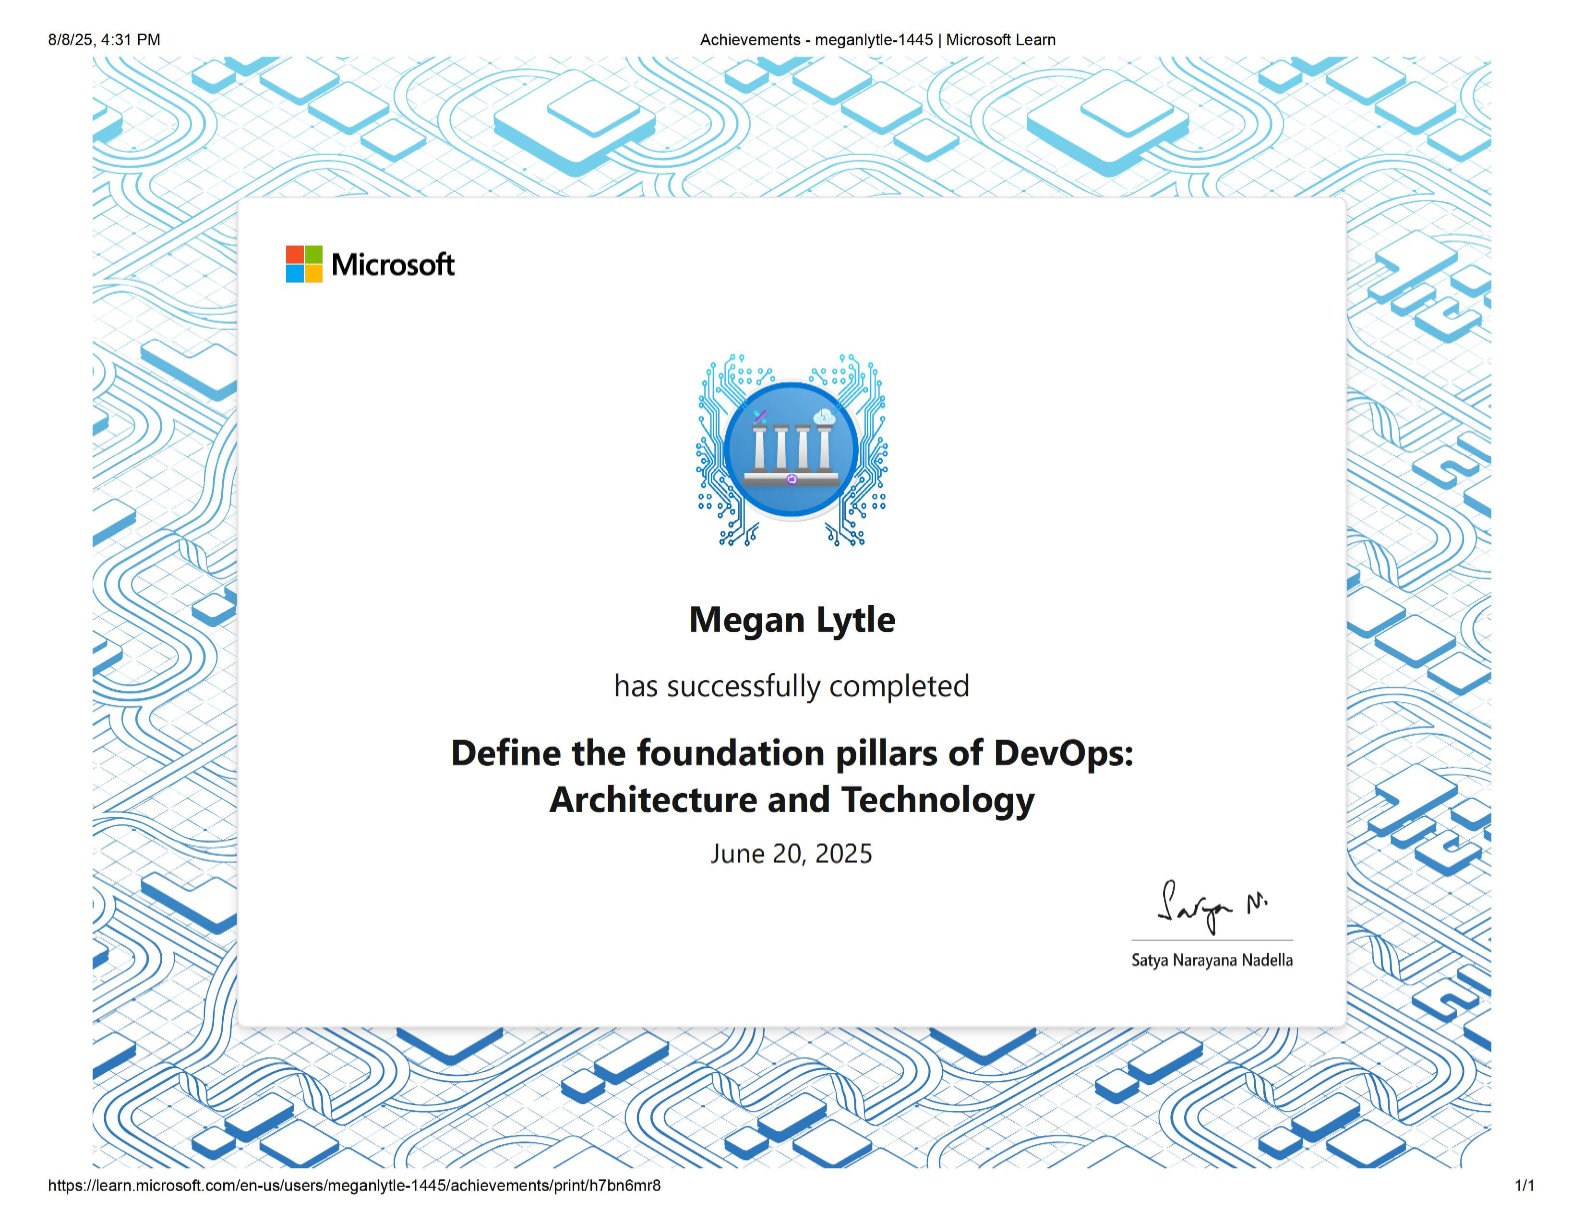 8/8/25, 4:31 PM
Achievements - meganlytle-1445 | Microsoft Learn
Microsoft
Megan Lytle
has successfully completed
Define the foundation pillars of DevOps:
Architecture and Technology
June 20, 2025
Satya N.
Satya Narayana Nadella
https://learn.microsoft.com/en-us/users/meganlytle-1445/achievements/print/h7bn6mr8
1/1